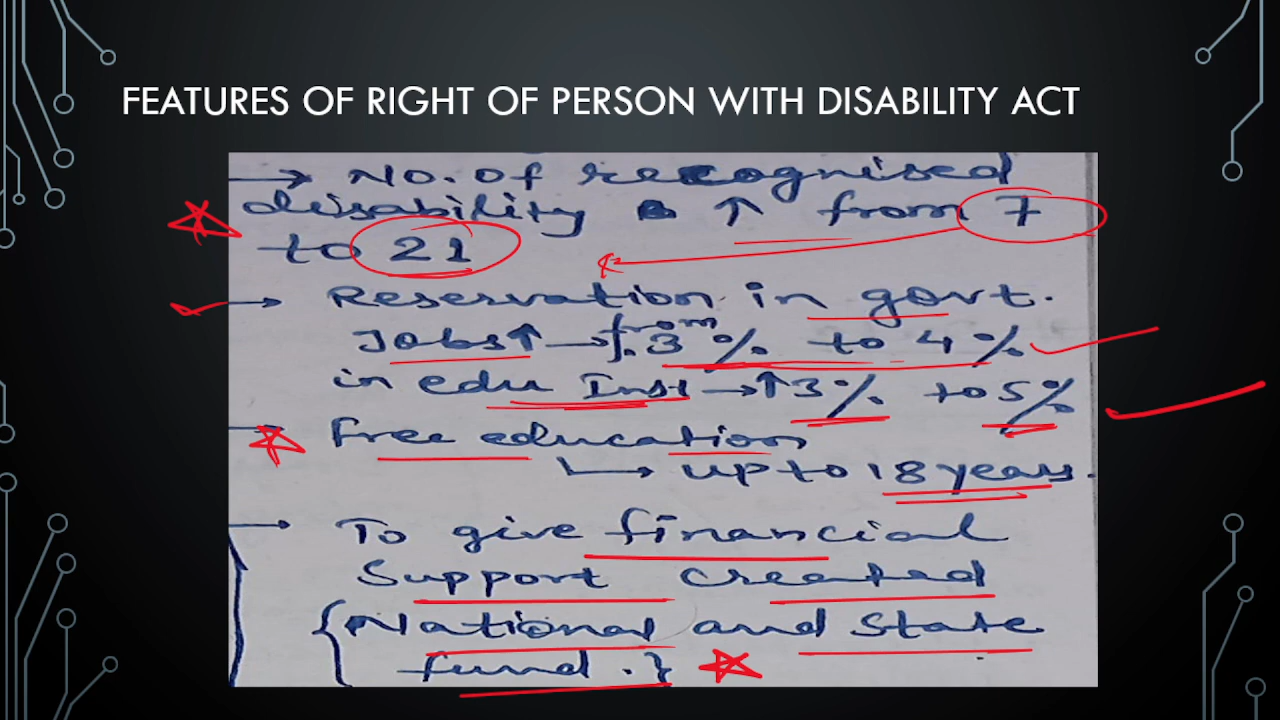 FEATURES OF RIGHT OF PERSON WITH DISABILITY ACT
→ No. of recognised
disability ↑ from 7
to 21
→ Reservation in govt.
Jobs ↑ → from 3% to 4%
in edu Inst → ↑ 3% to 5%
→ free education
↳ up to 18 years.
→ To give financial
Support created
{National and State
fund.}